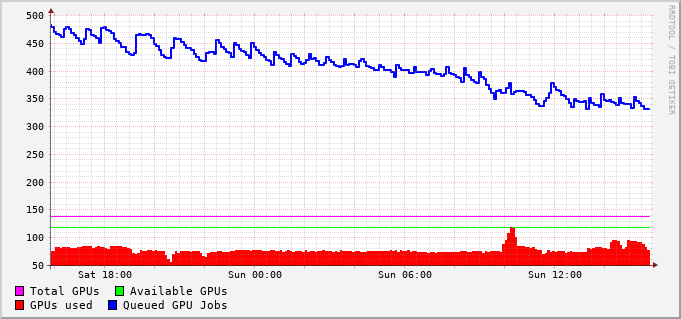 500
450
400
350
300
250
200
150
100
50
Sat 18:00 Sun 00:00 Sun 06:00 Sun 12:00
Total GPUs Available GPUs
GPUs used Queued GPU Jobs
RRDTOOL / TOBI OETIKER